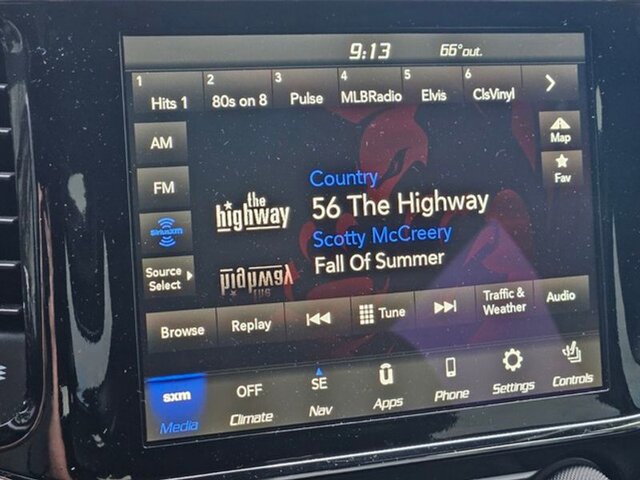 9:13 66°out.
1 Hits 1 2 80s on 8 3 Pulse 4 MLBRadio 5 Elvis 6 ClsVinyl
AM
Map
FM
Fav
siriusxm
Country
the
highway
56 The Highway
Scotty McCreery
Fall Of Summer
Source
Select
Browse Replay Tune Traffic &
Weather Audio
sxm
Media
OFF
Climate
SE
Nav
Apps
Phone
Settings
Controls